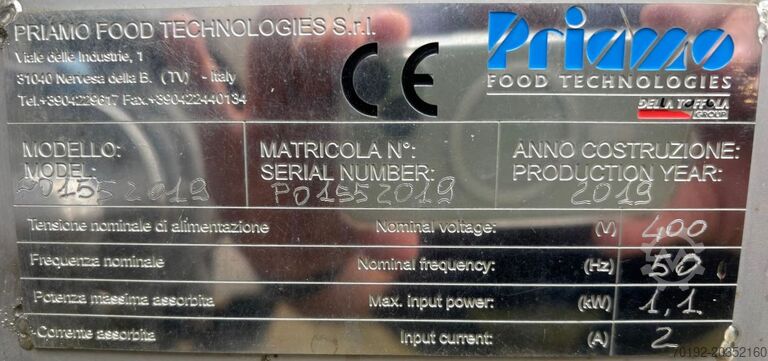 PRIAMO FOOD TECHNOLOGIES S.r.l.
Viale delle Industrie, 1
31040 Nervesa della B. (TV) - Italy
Tel.+3904229617 Fax.+390422440134
CE
Priamo
FOOD TECHNOLOGIES
DELLA TOFFOLA
GROUP
MODELLO:
MODEL:
P01552019
MATRICOLA N°:
SERIAL NUMBER:
P01552019
ANNO COSTRUZIONE:
PRODUCTION YEAR:
2019
Tensione nominale di alimentazione Nominal voltage: (V) 400
Frequenza nominale Nominal frequency: (Hz) 50
Potenza massima assorbita Max. input power: (kW) 1,1
Corrente assorbita Input current: (A) 2
70192-20352160